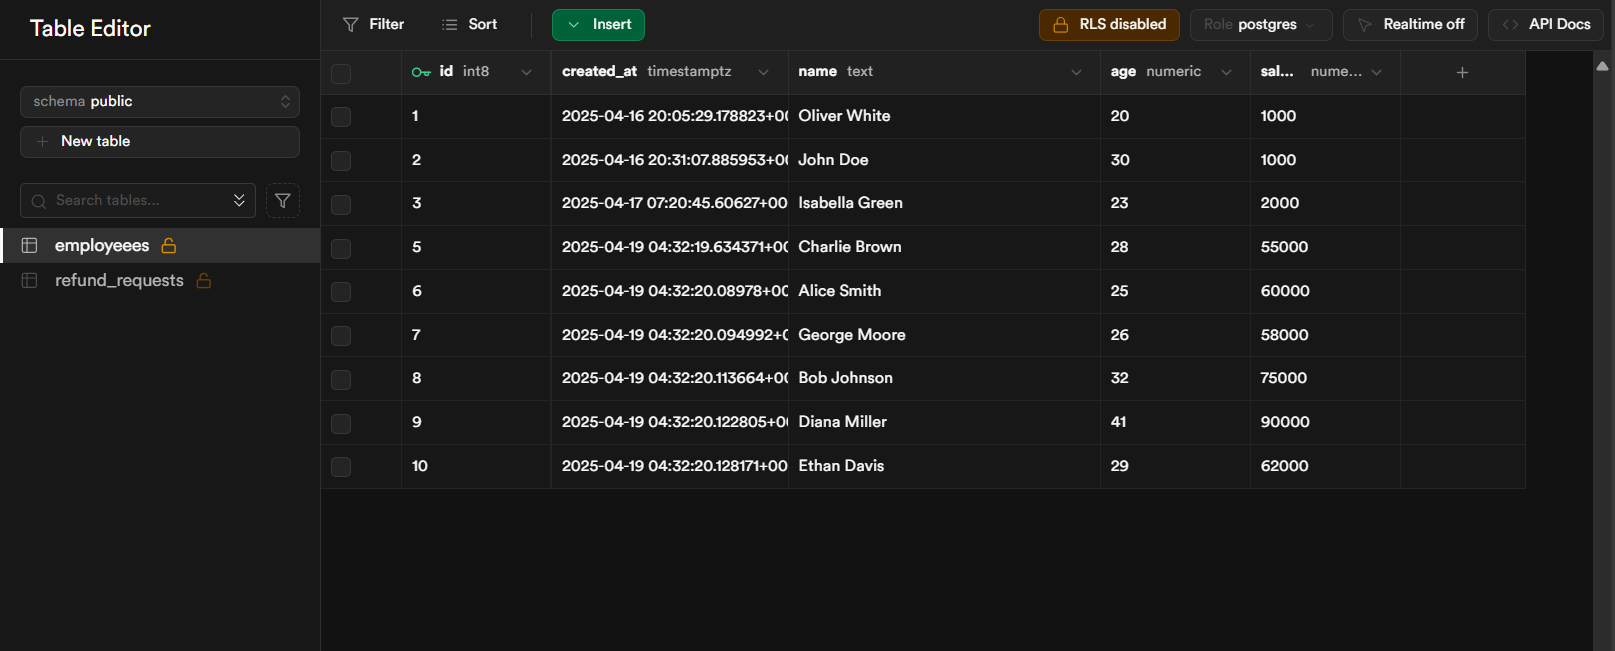 Table Editor
Filter Sort Insert RLS disabled Role postgres Realtime off API Docs
schema public
New table
Search tables...
employeees
refund_requests
id int8 created_at timestamptz name text age numeric sal... nume...
1 2025-04-16 20:05:29.178823+00 Oliver White 20 1000
2 2025-04-16 20:31:07.885953+00 John Doe 30 1000
3 2025-04-17 07:20:45.60627+00 Isabella Green 23 2000
5 2025-04-19 04:32:19.634371+00 Charlie Brown 28 55000
6 2025-04-19 04:32:20.08978+00 Alice Smith 25 60000
7 2025-04-19 04:32:20.094992+0 George Moore 26 58000
8 2025-04-19 04:32:20.113664+00 Bob Johnson 32 75000
9 2025-04-19 04:32:20.122805+00 Diana Miller 41 90000
10 2025-04-19 04:32:20.128171+00 Ethan Davis 29 62000